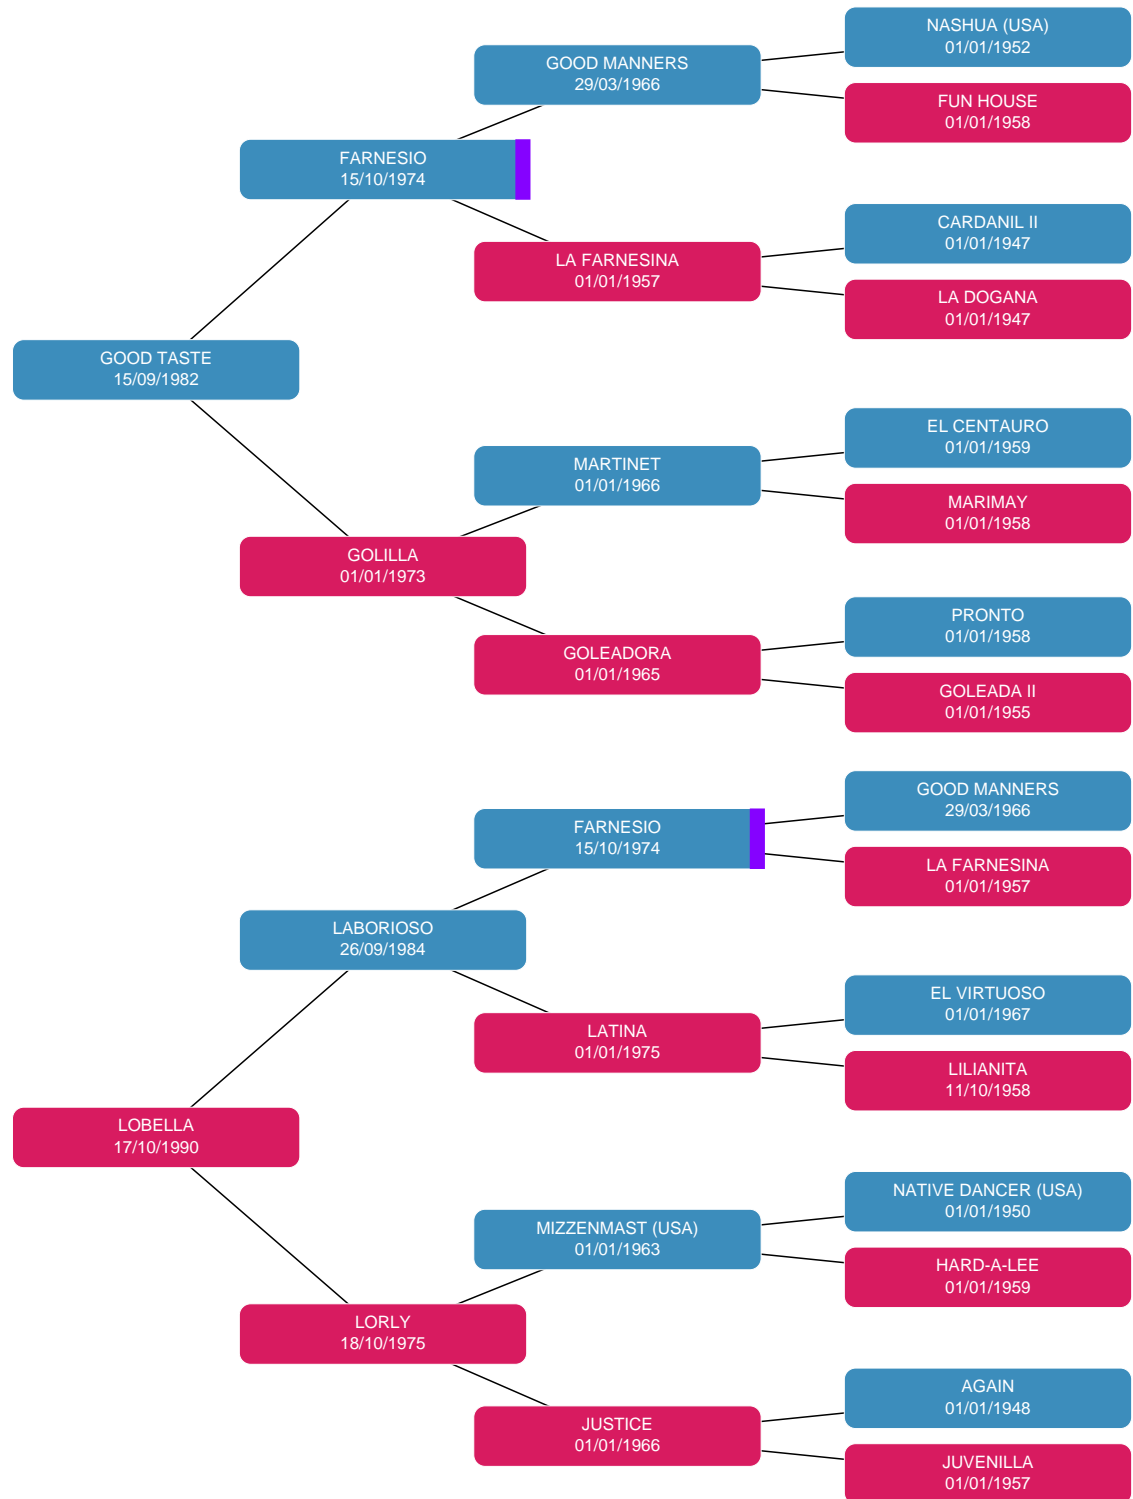 NASHUA (USA)
01/01/1952
GOOD MANNERS
29/03/1966
FUN HOUSE
01/01/1958
FARNESIO
15/10/1974
CARDANIL II
01/01/1947
LA FARNESINA
01/01/1957
LA DOGANA
01/01/1947
GOOD TASTE
15/09/1982
EL CENTAURO
01/01/1959
MARTINET
01/01/1966
MARIMAY
01/01/1958
GOLILLA
01/01/1973
PRONTO
01/01/1958
GOLEADORA
01/01/1965
GOLEADA II
01/01/1955
GOOD MANNERS
29/03/1966
FARNESIO
15/10/1974
LA FARNESINA
01/01/1957
LABORIOSO
26/09/1984
EL VIRTUOSO
01/01/1967
LATINA
01/01/1975
LILIANITA
11/10/1958
LOBELLA
17/10/1990
NATIVE DANCER (USA)
01/01/1950
MIZZENMAST (USA)
01/01/1963
HARD-A-LEE
01/01/1959
LORLY
18/10/1975
AGAIN
01/01/1948
JUSTICE
01/01/1966
JUVENILLA
01/01/1957